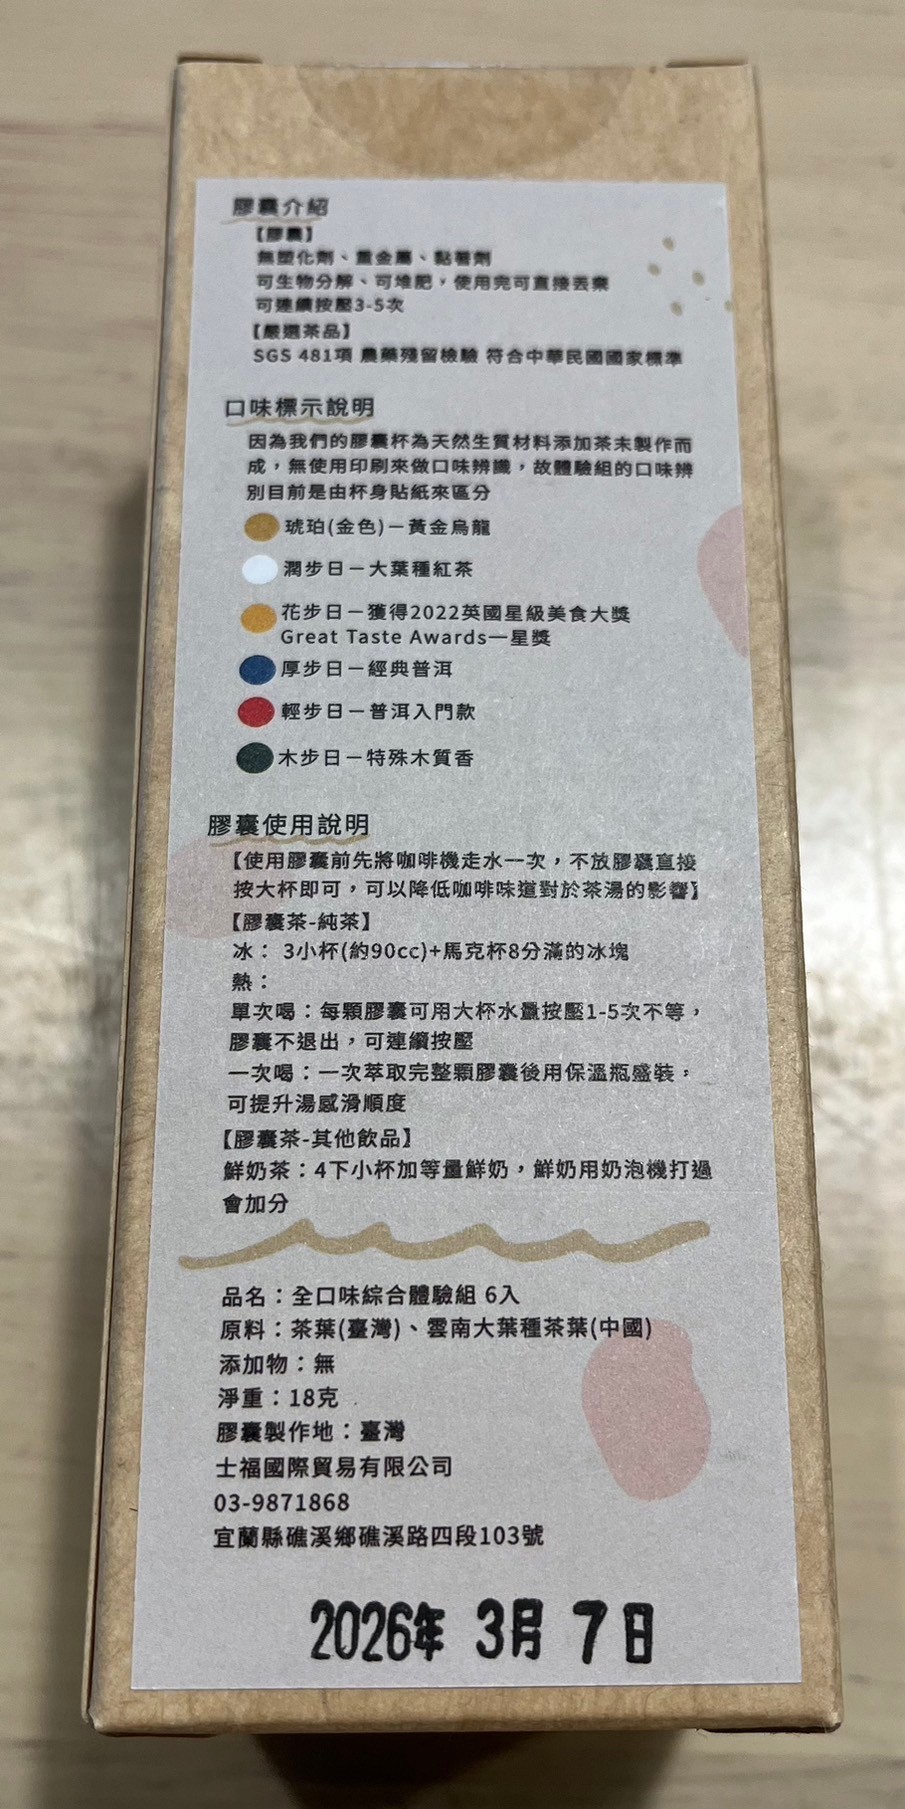 膠囊介紹
【膠囊】
無塑化劑、重金屬、黏著劑
可生物分解、可堆肥，使用完可直接丟棄
可連續按壓3-5次
【嚴選茶品】
SGS 481項 農藥殘留檢驗 符合中華民國國家標準
口味標示說明
因為我們的膠囊杯為天然生質材料添加茶末製作而
成，無使用印刷來做口味辨識，故體驗組的口味辨
別目前是由杯身貼紙來區分
琥珀(金色)－黃金烏龍
潤步日－大葉種紅茶
花步日－獲得2022英國星級美食大獎
Great Taste Awards一星獎
厚步日－經典普洱
輕步日－普洱入門款
木步日－特殊木質香
膠囊使用說明
【使用膠囊前先將咖啡機走水一次，不放膠囊直接
按大杯即可，可以降低咖啡味道對於茶湯的影響】
【膠囊茶-純茶】
冰： 3小杯(約90cc)+馬克杯8分滿的冰塊
熱：
單次喝：每顆膠囊可用大杯水量按壓1-5次不等，
膠囊不退出，可連續按壓
一次喝：一次萃取完整顆膠囊後用保溫瓶盛裝，
可提升湯感滑順度
【膠囊茶-其他飲品】
鮮奶茶：4下小杯加等量鮮奶，鮮奶用奶泡機打過
會加分
品名：全口味綜合體驗組 6入
原料：茶葉(臺灣)、雲南大葉種茶葉(中國)
添加物：無
淨重：18克
膠囊製作地：臺灣
士福國際貿易有限公司
03-9871868
宜蘭縣礁溪鄉礁溪路四段103號
2026年 3月 7日